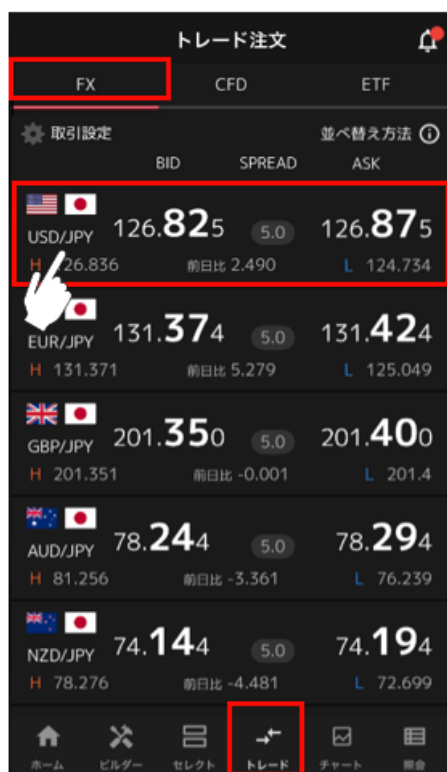 トレード注文
FX CFD ETF
取引設定 並べ替え方法
BID SPREAD ASK
USD/JPY 126.825 5.0 126.875
H 126.836 前日比 2.490 L 124.734
EUR/JPY 131.374 5.0 131.424
H 131.371 前日比 5.279 L 125.049
GBP/JPY 201.350 5.0 201.400
H 201.351 前日比 -0.001 L 201.4
AUD/JPY 78.244 5.0 78.294
H 81.256 前日比 -3.361 L 76.239
NZD/JPY 74.144 5.0 74.194
H 78.276 前日比 -4.481 L 72.699
ホーム ビルダー セレクト トレード チャート 照会